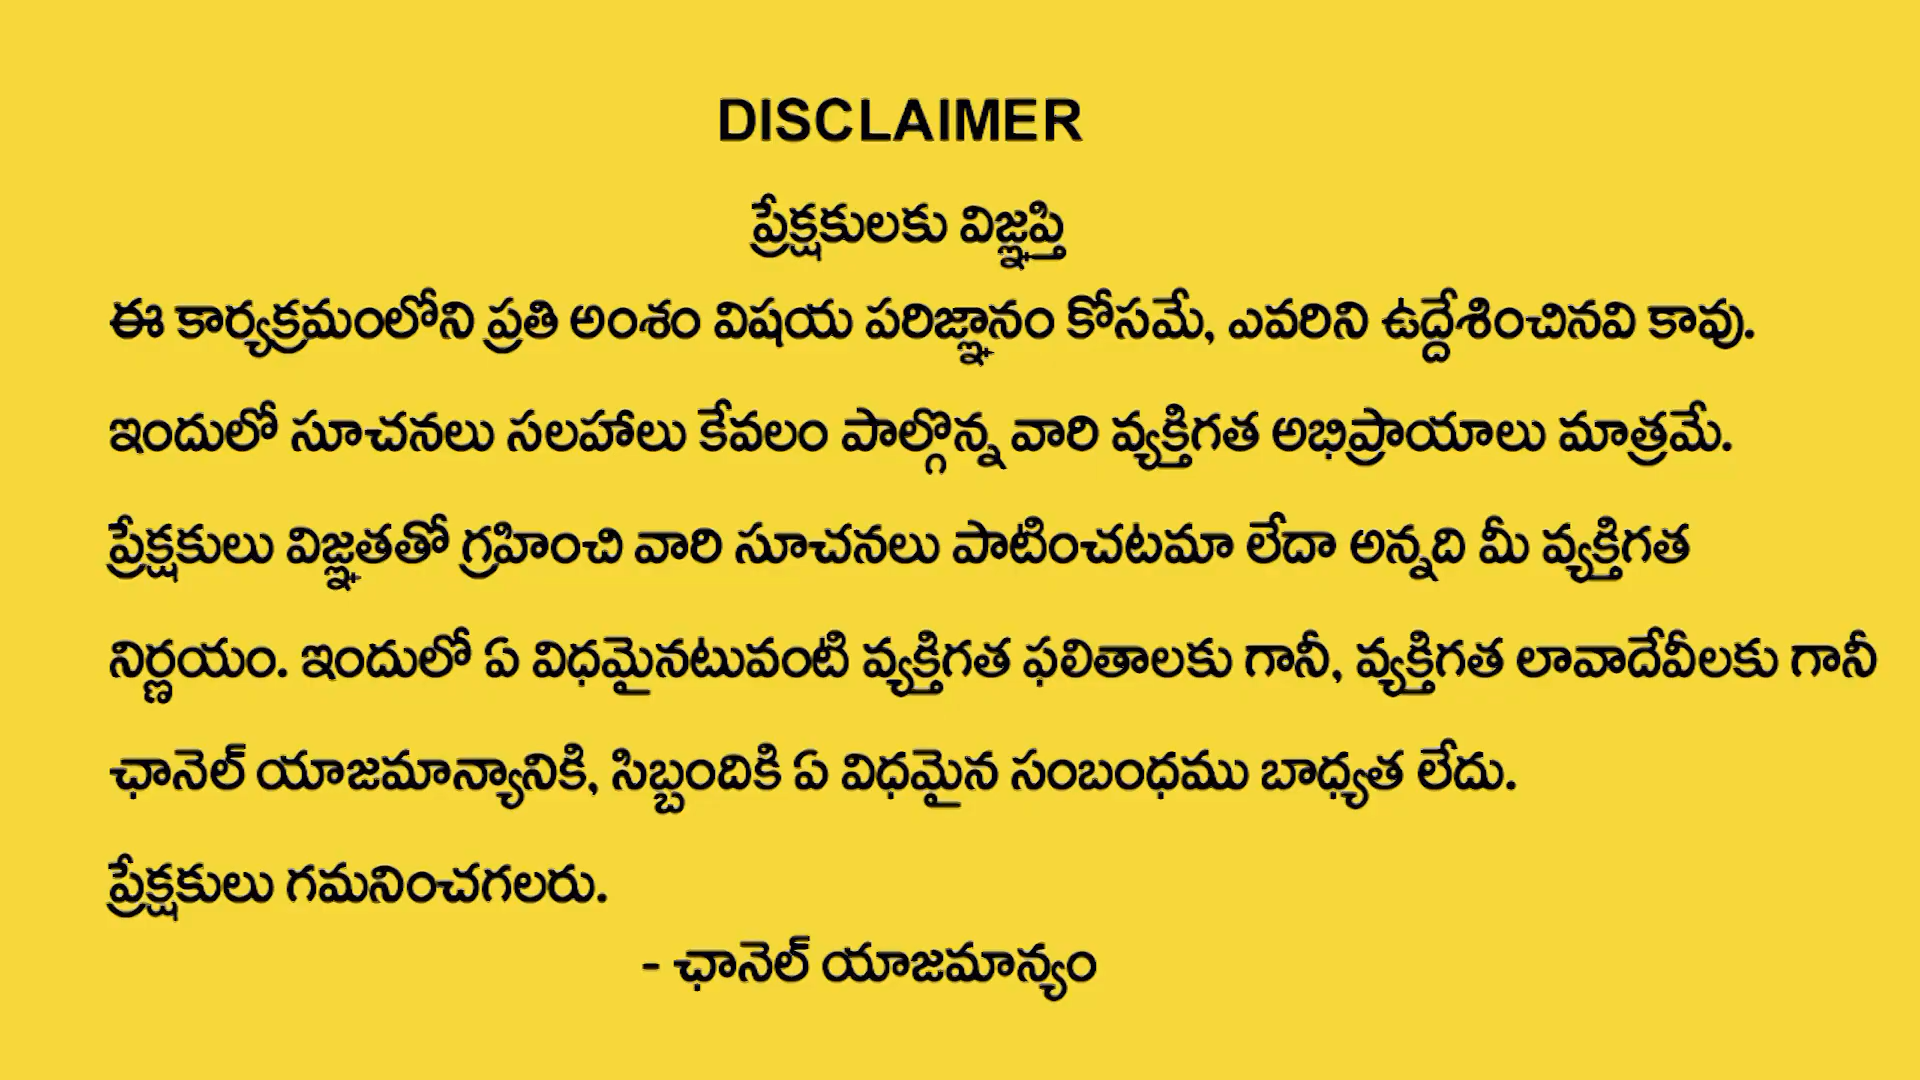 DISCLAIMER
ప్రేక్షకులకు విజ్ఞప్తి
ఈ కార్యక్రమంలోని ప్రతి అంశం విషయ పరిజ్ఞానం కోసమే, ఎవరిని ఉద్దేశించినవి కావు.
ఇందులో సూచనలు సలహాలు కేవలం పాల్గొన్న వారి వ్యక్తిగత అభిప్రాయాలు మాత్రమే.
ప్రేక్షకులు విజ్ఞతతో గ్రహించి వారి సూచనలు పాటించటమా లేదా అన్నది మీ వ్యక్తిగత
నిర్ణయం. ఇందులో ఏ విధమైనటువంటి వ్యక్తిగత ఫలితాలకు గానీ, వ్యక్తిగత లావాదేవీలకు గానీ
ఛానెల్ యాజమాన్యానికి, సిబ్బందికి ఏ విధమైన సంబంధము బాధ్యత లేదు.
ప్రేక్షకులు గమనించగలరు.
- ఛానెల్ యాజమాన్యం